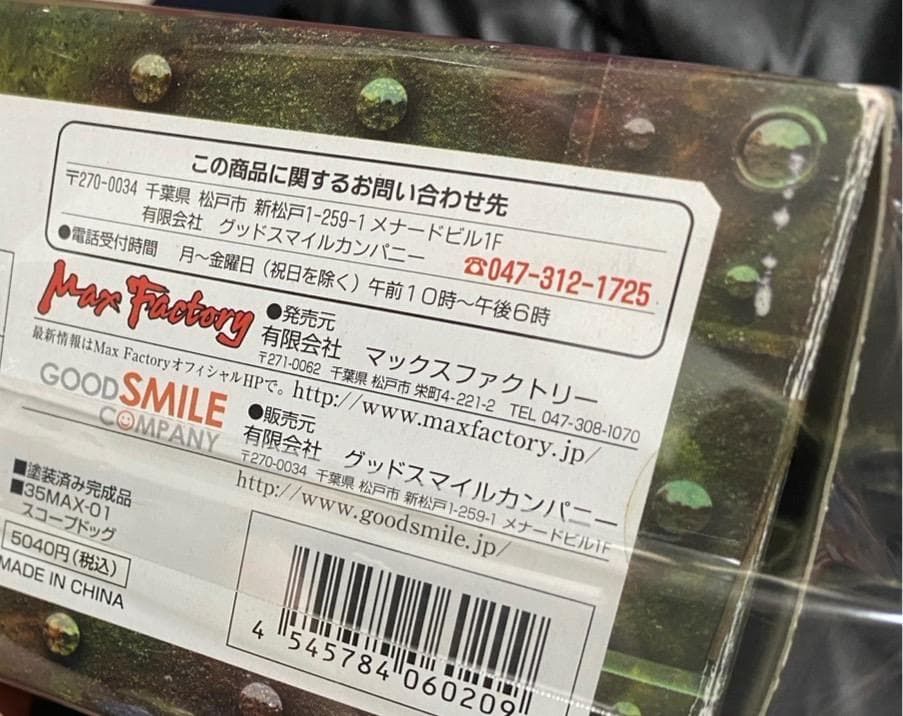 この商品に関するお問い合わせ先
〒270-0034 千葉県 松戸市 新松戸1-259-1 メナードビル1F
有限会社 グッドスマイルカンパニー
☎047-312-1725
●電話受付時間 月〜金曜日（祝日を除く）午前10時〜午後6時
Max Factory
●発売元
有限会社 マックスファクトリー
〒271-0062 千葉県 松戸市 栄町4-221-2 TEL 047-308-1070
最新情報はMax FactoryオフィシャルHPで。http://www.maxfactory.jp/
GOOD SMILE
COMPANY
●販売元
有限会社 グッドスマイルカンパニー
〒270-0034 千葉県 松戸市 新松戸1-259-1 メナードビル1F
http://www.goodsmile.jp/
■塗装済み完成品
■35MAX-01
スコープドッグ
5040円（税込）
MADE IN CHINA
4 545784 060209